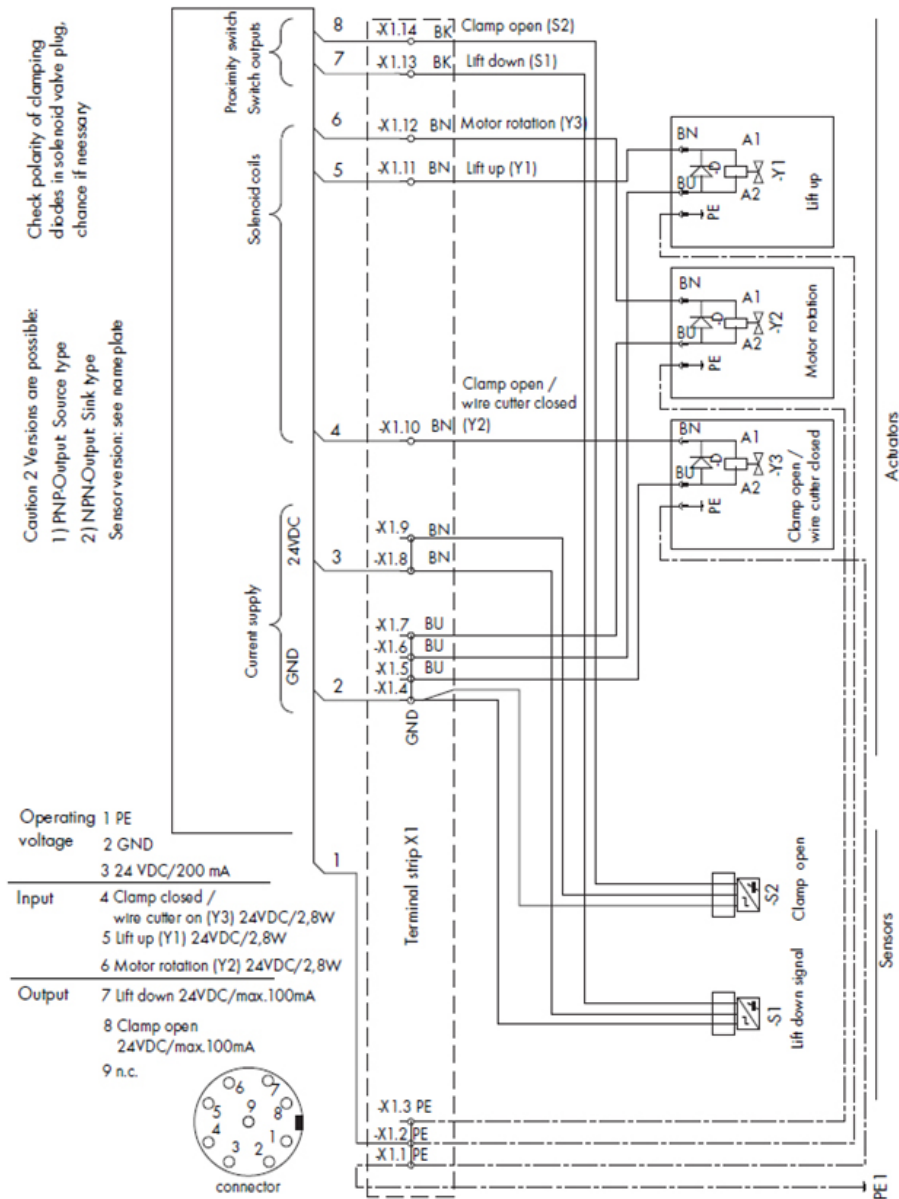 Check polarity of clamping
diodes in solenoid valve plug,
chance if neessary
Caution 2 Versions are possible:
1) PNP-Output: Source type
2) NPN-Output: Sink type
Sensor version: see nameplate
Proximity switch
Switch outputs
Solenoid coils
Current supply
24VDC
GND
8
-X1.14
BK
Clamp open (S2)
7
-X1.13
BK
Lift down (S1)
6
-X1.12
BN
Motor rotation (Y3)
5
-X1.11
BN
Lift up (Y1)
Clamp open /
wire cutter closed
4
-X1.10
BN
(Y2)
-X1.9
BN
3
-X1.8
BN
-X1.7
BU
-X1.6
BU
-X1.5
BU
2
-X1.4
GND
1
Terminal strip X1
-X1.3 PE
-X1.2 PE
-X1.1 PE
BN
A1
-D
-Y1
BU
A2
PE
Lift up
BN
A1
-D
-Y2
BU
A2
PE
Motor rotation
BN
A1
-D
-Y3
BU
A2
PE
Clamp open /
wire cutter closed
Actuators
-S2
Clamp open
-S1
Lift down signal
Sensors
PE1
Operating voltage
1 PE
2 GND
3 24 VDC/200 mA
Input
4 Clamp closed /
wire cutter on (Y3) 24VDC/2,8W
5 Lift up (Y1) 24VDC/2,8W
6 Motor rotation (Y2) 24VDC/2,8W
Output
7 Lift down 24VDC/max.100mA
8 Clamp open
24VDC/max.100mA
9 n.c.
6
7
5
9
8
4
1
3
2
connector